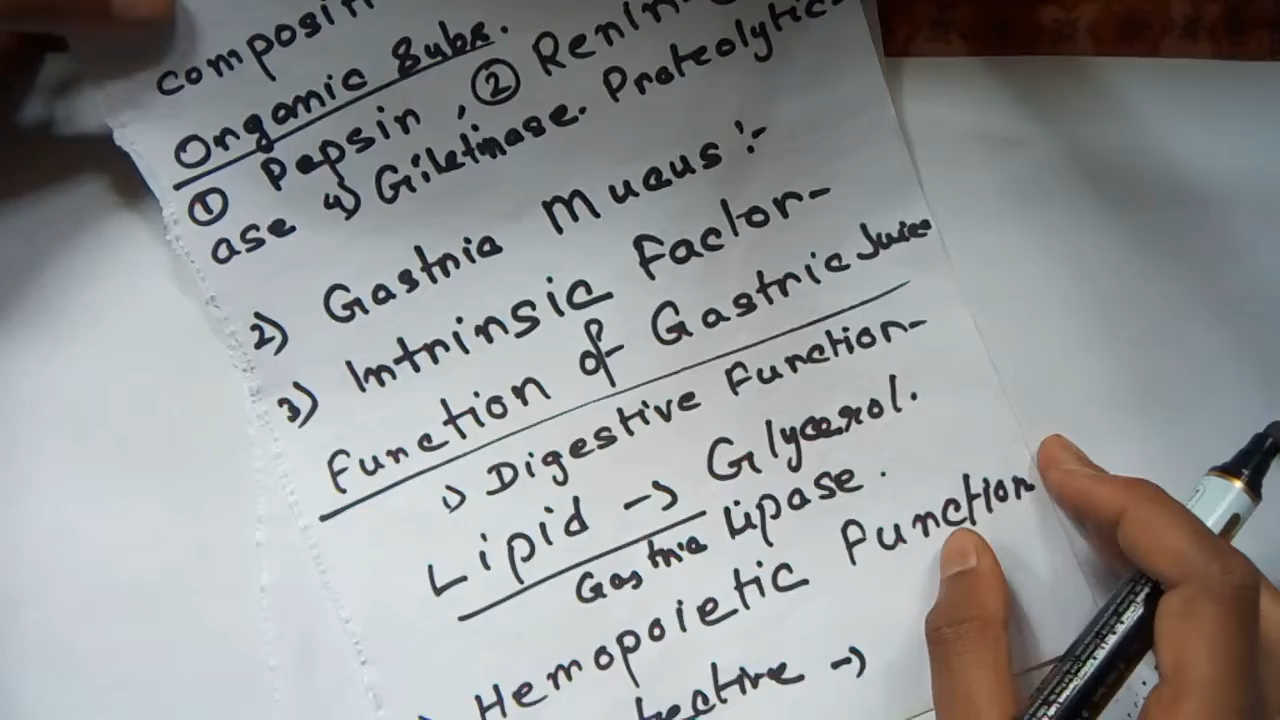 Organic Subs.
① Pepsin, ② Renin
ase 4) Giletinase. Proteolytic
2) Gastric Mucus :-
3) Intrinsic Factor-
Function of Gastric Juice
1) Digestive Function-
Lipid → Glycerol.
Gastric Lipase.
Hemopoietic Function
→